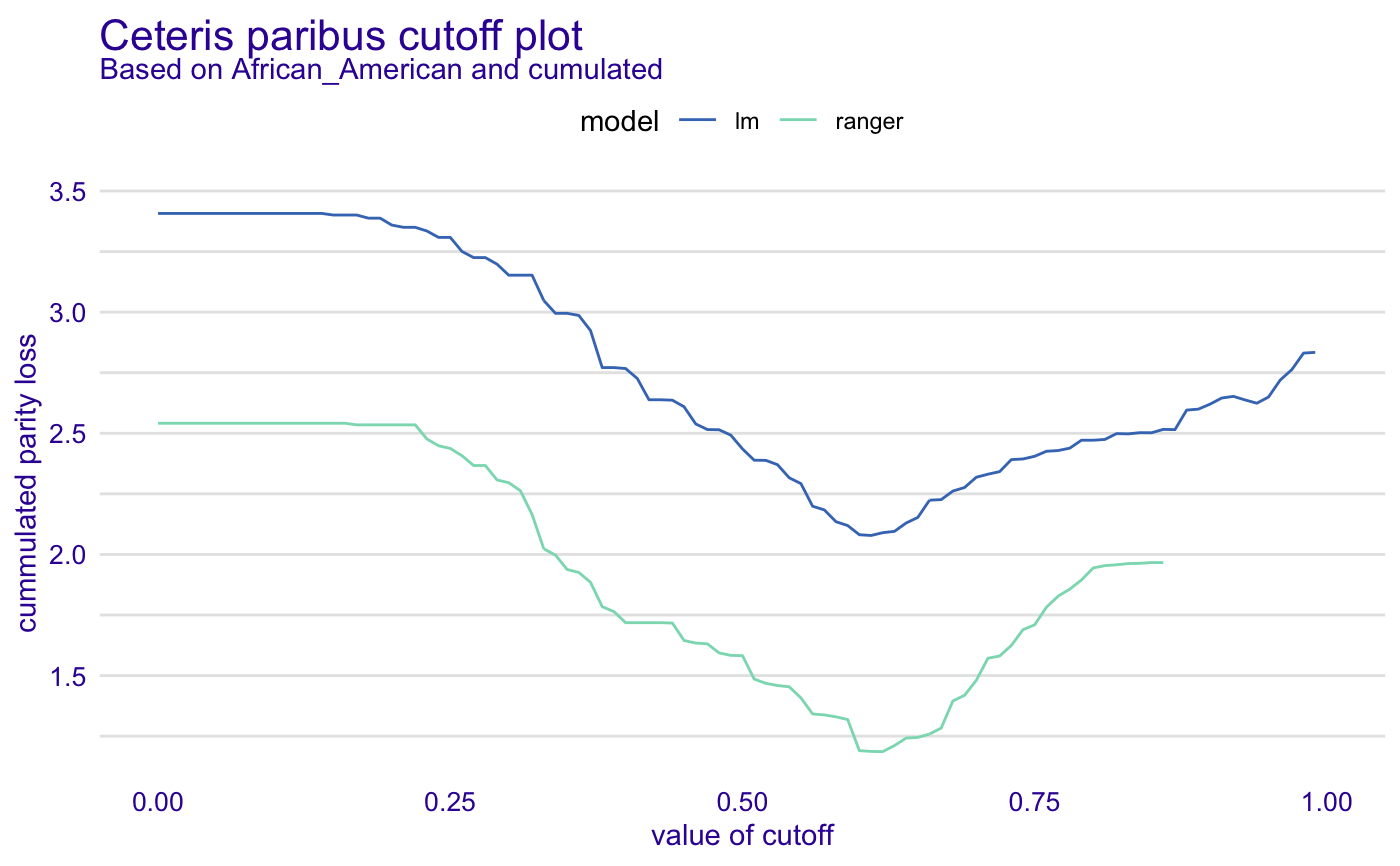 Ceteris paribus cutoff plot
Based on African_American and cumulated
model lm ranger
3.5
3.0
2.5
2.0
1.5
cummulated parity loss
0.00 0.25 0.50 0.75 1.00
value of cutoff